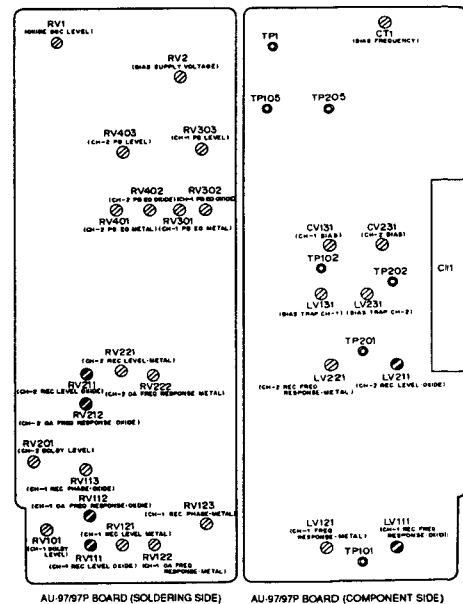 RV1
(OXIDE REC LEVEL)
RV2
(BIAS SUPPLY VOLTAGE)
RV403
(CH-2 PB LEVEL)
RV303
(CH-1 PB LEVEL)
RV402
(CH-2 PB EQ OXIDE)
RV302
(CH-1 PB EQ OXIDE)
RV401
(CH-2 PB EQ METAL)
RV301
(CH-1 PB EQ METAL)
RV221
(CH-2 REC LEVEL-METAL)
RV211
(CH-2 REC LEVEL OXIDE)
RV222
(CH-2 OA FREQ RESPONSE METAL)
RV212
(CH-2 OA FREQ RESPONSE OXIDE)
RV201
(CH-2 DOLBY LEVEL)
RV113
(CH-1 REC PHASE-OXIDE)
RV112
(CH-1 OA FREQ RESPONSE-OXIDE)
RV123
(CH-1 REC PHASE-METAL)
RV101
(CH-1 DOLBY LEVEL)
RV121
(CH-1 REC LEVEL METAL)
RV111
(CH-1 REC LEVEL OXIDE)
RV122
(CH-1 OA FREQ RESPONSE-METAL)
AU-97/97P BOARD (SOLDERING SIDE)
TP1
CT1
(BIAS FREQUENCY)
TP105
TP205
CV131
(CH-1 BIAS)
CV231
(CH-2 BIAS)
TP102
TP202
LV131
(BIAS TRAP CH-1)
LV231
(BIAS TRAP CH-2)
TP201
LV221
(CH-2 REC FREQ RESPONSE-METAL)
LV211
(CH-2 REC LEVEL-OXIDE)
LV121
(CH-1 FREQ RESPONSE-METAL)
LV111
(CH-1 REC FREQ
TP101
AU-97/97P BOARD (COMPONENT SIDE)